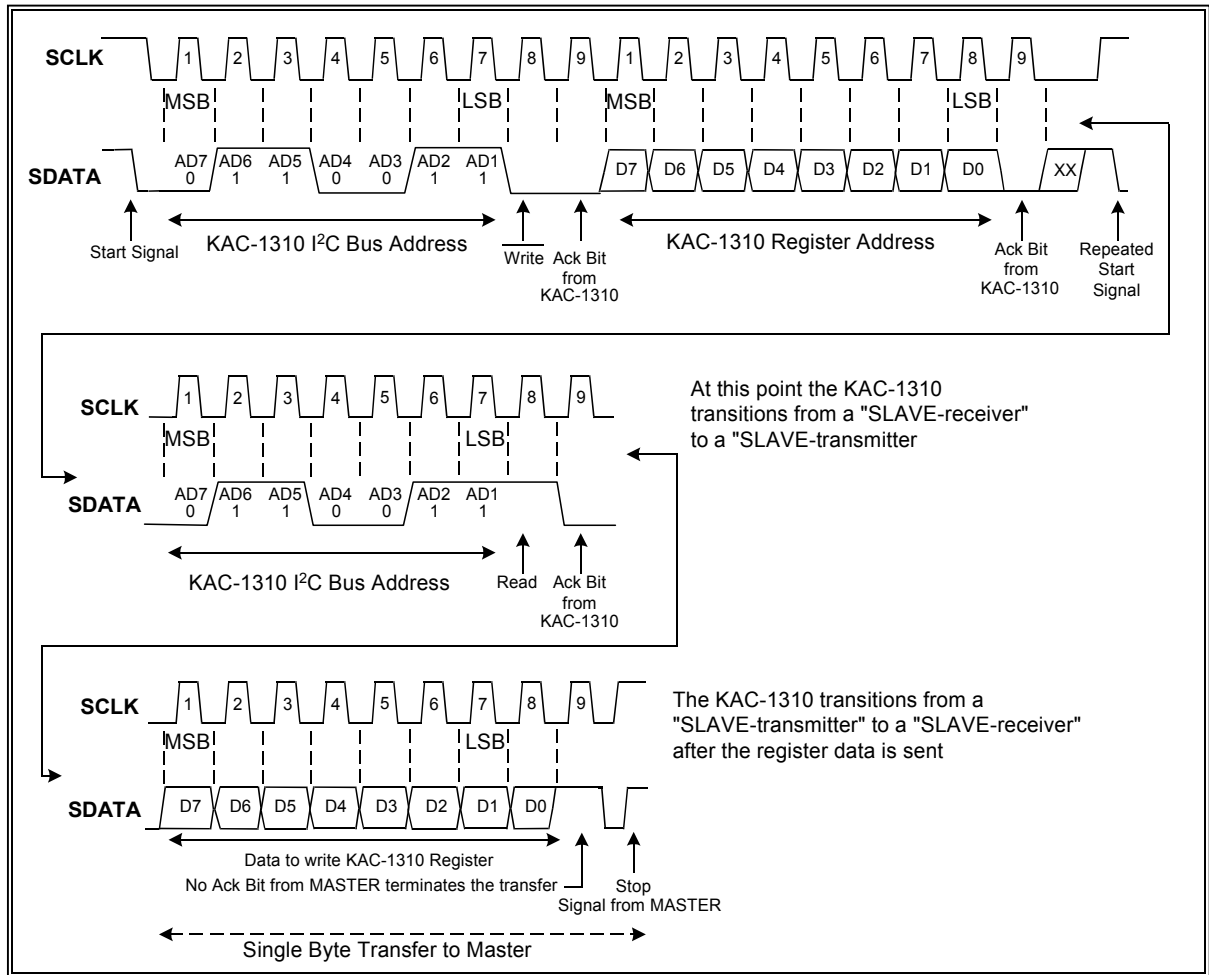 SCLK 1 2 3 4 5 6 7 8 9 1 2 3 4 5 6 7 8 9
MSB LSB MSB LSB
SDATA AD7 AD6 AD5 AD4 AD3 AD2 AD1 D7 D6 D5 D4 D3 D2 D1 D0 XX
0 1 1 0 0 1 1
Start Signal
KAC-1310 I²C Bus Address
Write
Ack Bit
from
KAC-1310
KAC-1310 Register Address
Ack Bit
from
KAC-1310
Repeated
Start
Signal
SCLK 1 2 3 4 5 6 7 8 9
MSB LSB
SDATA AD7 AD6 AD5 AD4 AD3 AD2 AD1
0 1 1 0 0 1 1
KAC-1310 I²C Bus Address
Read
Ack Bit
from
KAC-1310
At this point the KAC-1310
transitions from a "SLAVE-receiver"
to a "SLAVE-transmitter
SCLK 1 2 3 4 5 6 7 8 9
MSB LSB
SDATA D7 D6 D5 D4 D3 D2 D1 D0
Data to write KAC-1310 Register
No Ack Bit from MASTER terminates the transfer
Stop
Signal from MASTER
Single Byte Transfer to Master
The KAC-1310 transitions from a
"SLAVE-transmitter" to a "SLAVE-receiver"
after the register data is sent